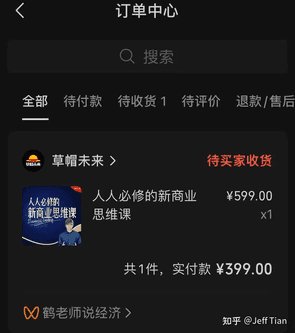 订单中心
搜索
全部 待付款 待收货 1 待评价 退款/售后
草帽未来 待买家收货
人人必修的
新商业思维课
人人必修的新商业 ¥599.00
思维课 x1
共1件，实付款 ¥399.00
鹤老师说经济
知乎 @JeffTian